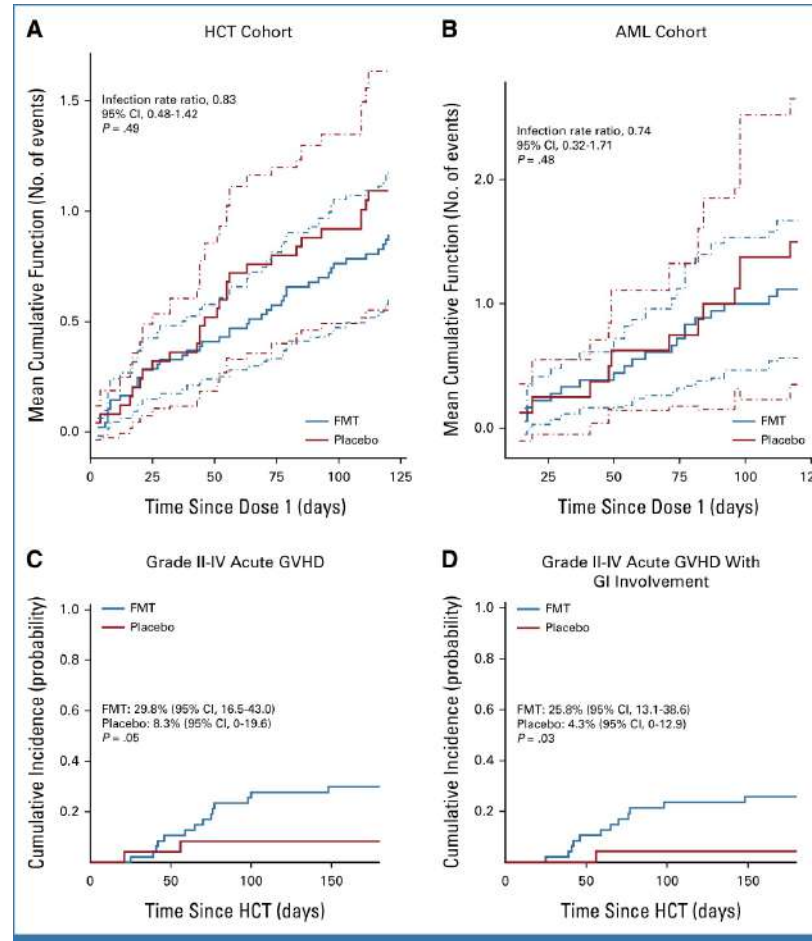 A
HCT Cohort
Mean Cumulative Function (No. of events)
1.5
1.0
0.5
0.0
Infection rate ratio, 0.83
95% CI, 0.48-1.42
P = .49
FMT
Placebo
0 25 50 75 100 125
Time Since Dose 1 (days)
B
AML Cohort
Mean Cumulative Function (No. of events)
2.0
1.0
0.0
Infection rate ratio, 0.74
95% CI, 0.32-1.71
P = .48
FMT
Placebo
25 50 75 100 125
Time Since Dose 1 (days)
C
Grade II-IV Acute GVHD
Cumulative Incidence (probability)
1.0
0.8
0.6
0.4
0.2
FMT
Placebo
FMT: 29.8% (95% CI, 16.5-43.0)
Placebo: 8.3% (95% CI, 0-19.6)
P = .05
0 50 100 150
Time Since HCT (days)
D
Grade II-IV Acute GVHD With
GI Involvement
Cumulative Incidence (probability)
1.0
0.8
0.6
0.4
0.2
FMT
Placebo
FMT: 25.8% (95% CI, 13.1-38.6)
Placebo: 4.3% (95% CI, 0-12.9)
P = .03
0 50 100 150
Time Since HCT (days)